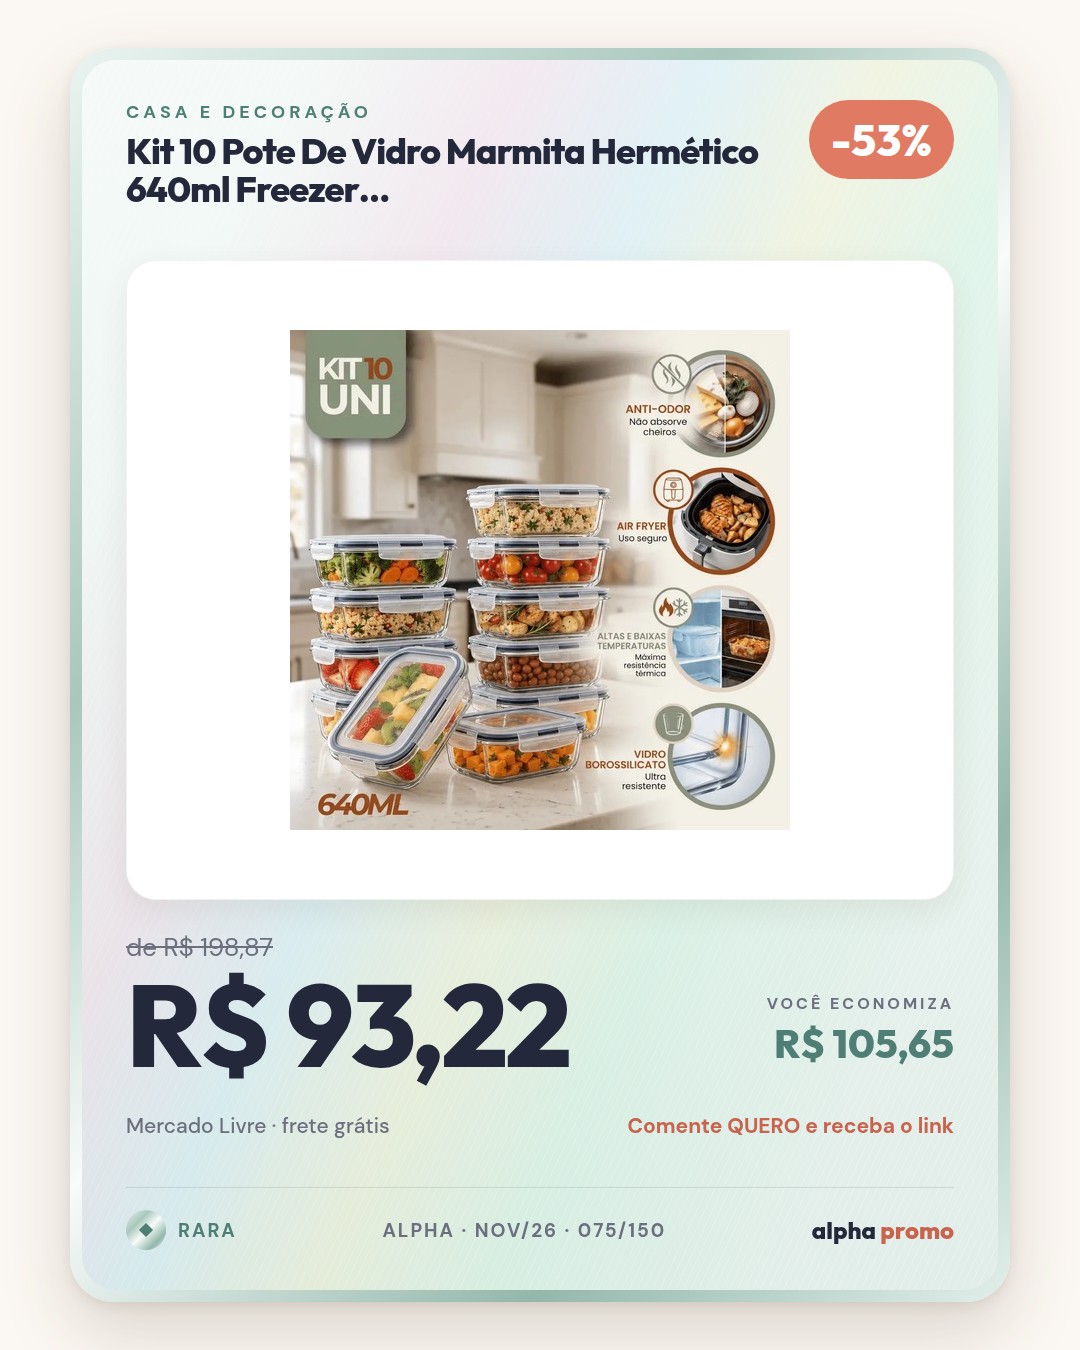 CASA E DECORAÇÃO
Kit 10 Pote De Vidro Marmita Hermético
640ml Freezer...
-53%
KIT 10
UNI
ANTI-ODOR
Não absorve
cheiros
AIR FRYER
Uso seguro
ALTAS E BAIXAS
TEMPERATURAS
Máxima
resistência
térmica
VIDRO
BOROSSILICATO
Ultra
resistente
640ML
de R$ 198,87
R$ 93,22
VOCÊ ECONOMIZA
R$ 105,65
Mercado Livre · frete grátis
Comente QUERO e receba o link
RARA
ALPHA · NOV/26 · 075/150
alpha promo